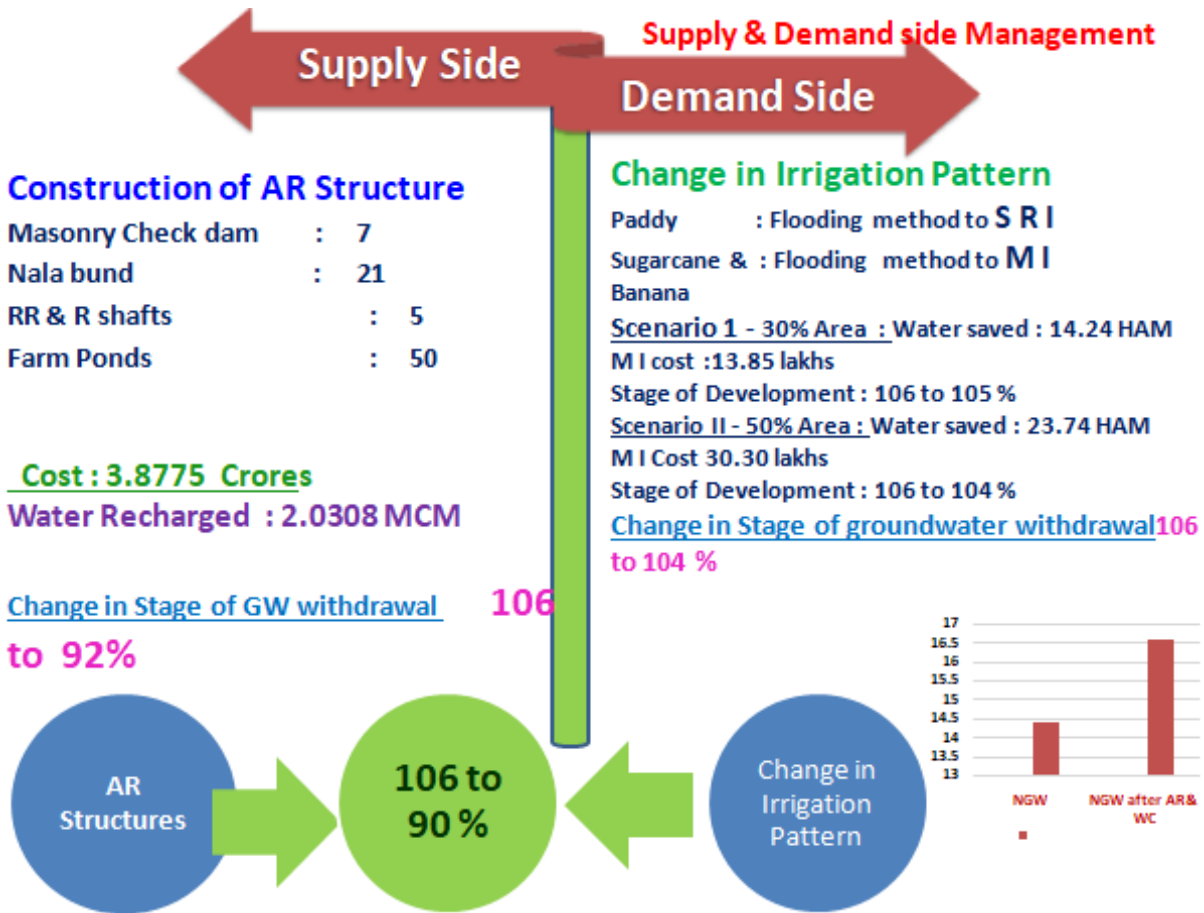 Supply & Demand side Management
Supply Side
Demand Side
Construction of AR Structure
Masonry Check dam : 7
Nala bund : 21
RR & R shafts : 5
Farm Ponds : 50
Cost : 3.8775 Crores
Water Recharged : 2.0308 MCM
Change in Stage of GW withdrawal 106
to 92%
Change in Irrigation Pattern
Paddy : Flooding method to S R I
Sugarcane & : Flooding method to M I
Banana
Scenario 1 - 30% Area : Water saved : 14.24 HAM
M I cost :13.85 lakhs
Stage of Development : 106 to 105 %
Scenario II - 50% Area : Water saved : 23.74 HAM
M I Cost 30.30 lakhs
Stage of Development : 106 to 104 %
Change in Stage of groundwater withdrawal106
to 104 %
AR
Structures
106 to
90 %
Change in
Irrigation
Pattern
17
16.5
16
15.5
15
14.5
14
13.5
13
NGW
NGW after AR&
WC